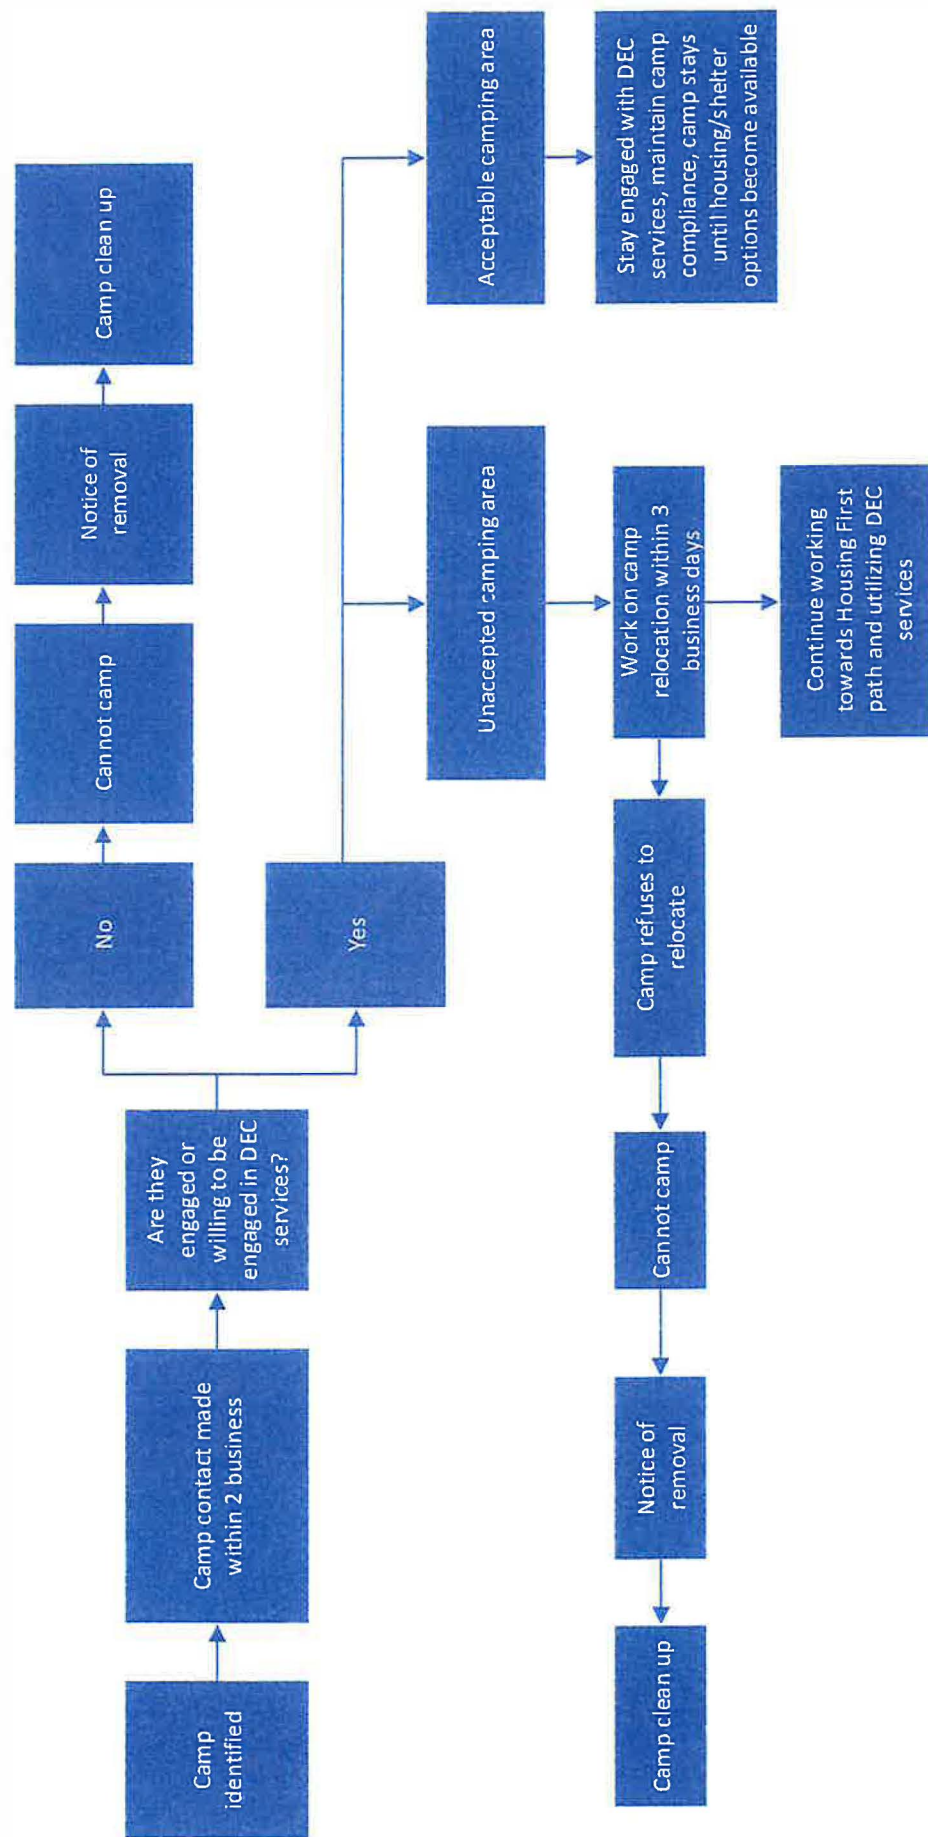 Camp
identified
Camp contact made
within 2 business
Are they
engaged or
willing to be
engaged in DEC
services?
No
Cannot camp
Notice of
removal
Camp clean up
Yes
Unaccepted camping area
Acceptable camping area
Work on camp
relocation within 3
business days
Stay engaged with DEC
services, maintain camp
compliance, camp stays
until housing/shelter
options become available
Continue working
towards Housing First
path and utilizing DEC
services
Camp refuses to
relocate
Cannot camp
Notice of
removal
Camp clean up